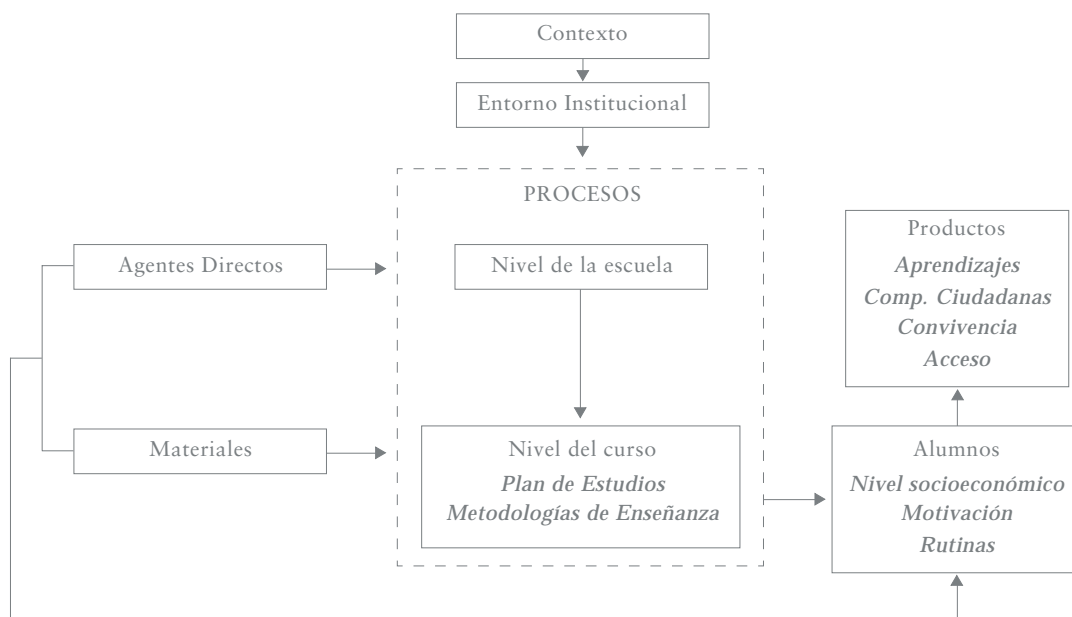 Contexto
Entorno Institucional
PROCESOS
Agentes Directos
Nivel de la escuela
Materiales
Nivel del curso
Plan de Estudios
Metodologías de Enseñanza
Productos
Aprendizajes
Comp. Ciudadanas
Convivencia
Acceso
Alumnos
Nivel socioeconómico
Motivación
Rutinas